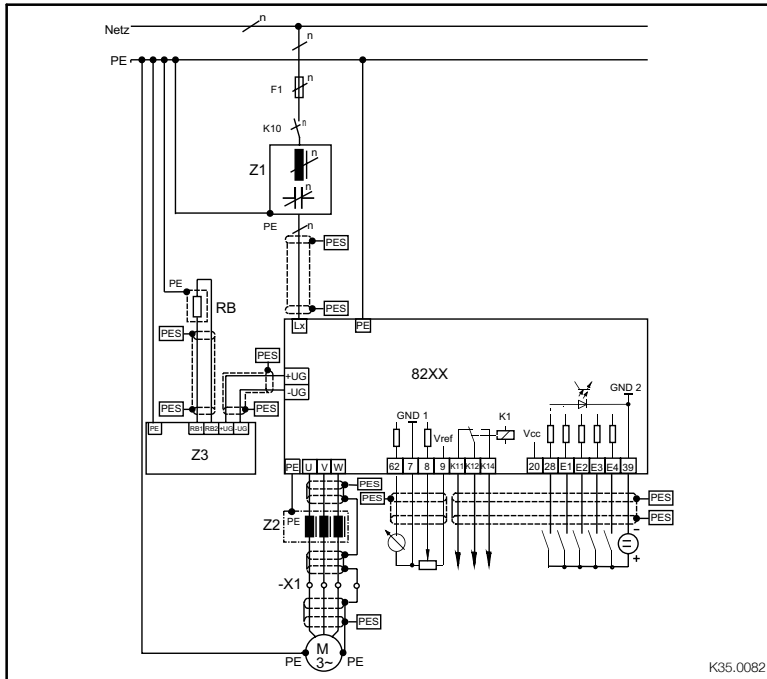 Netz n
n
PE
F1 n
K10 n
Z1 n
n
PE n
PES
PE
RB
PES
PES
Lx PE
PES
PES
+UG
-UG
82XX
GND 2
PES
PES
GND 1
K1
Vref
Vcc
PE RB1 RB2 +UG -UG
Z3
PE U V W
62 7 8 9 K11 K12 K14
20 28 E1 E2 E3 E4 39
PES
PES
PES
PES
Z2
PE
-
+
-X1
PES
M
3~
PE PE
K35.0082